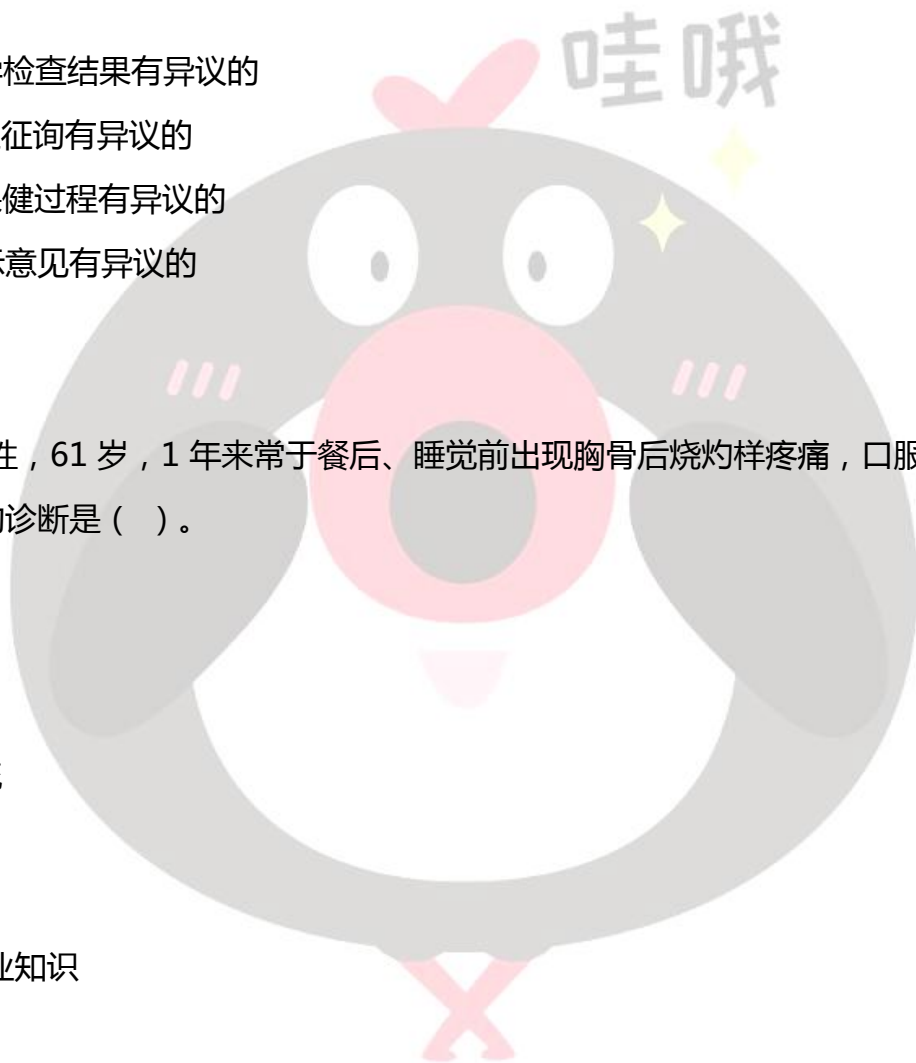 哇哦
检查结果有异议的
征询有异议的
健过程有异议的
意见有异议的
性，61 岁，1 年来常于餐后、睡觉前出现胸骨后烧灼样疼痛，口服
诊断是（ ）。
业知识